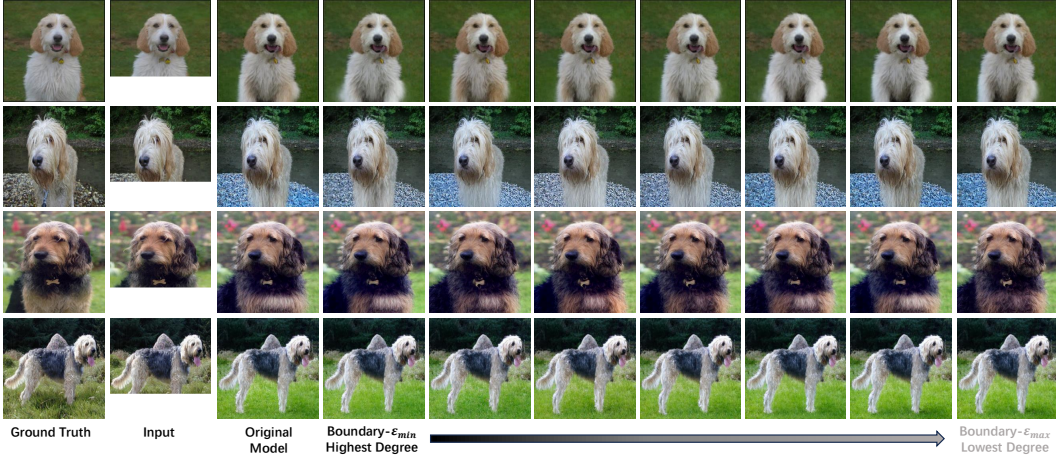 Ground Truth
Input
Original
Model
Boundary-ε_min
Highest Degree
Boundary-ε_max
Lowest Degree